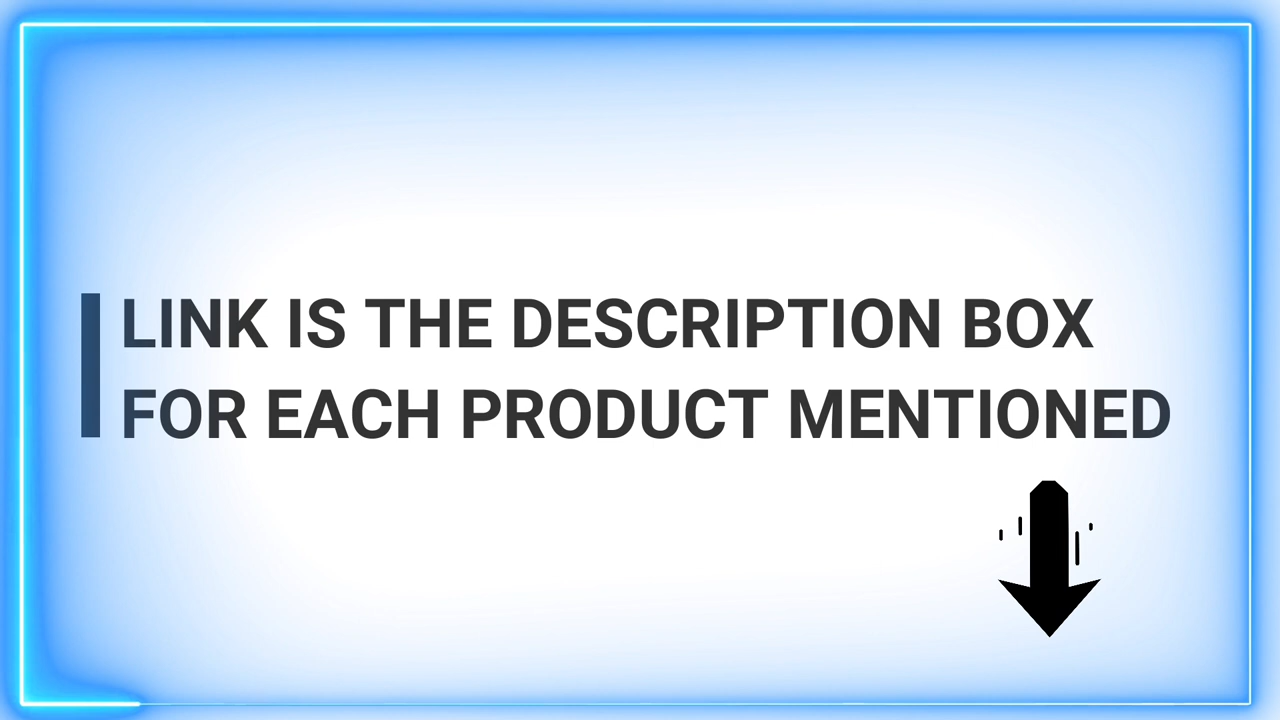 LINK IS THE DESCRIPTION BOX
FOR EACH PRODUCT MENTIONED